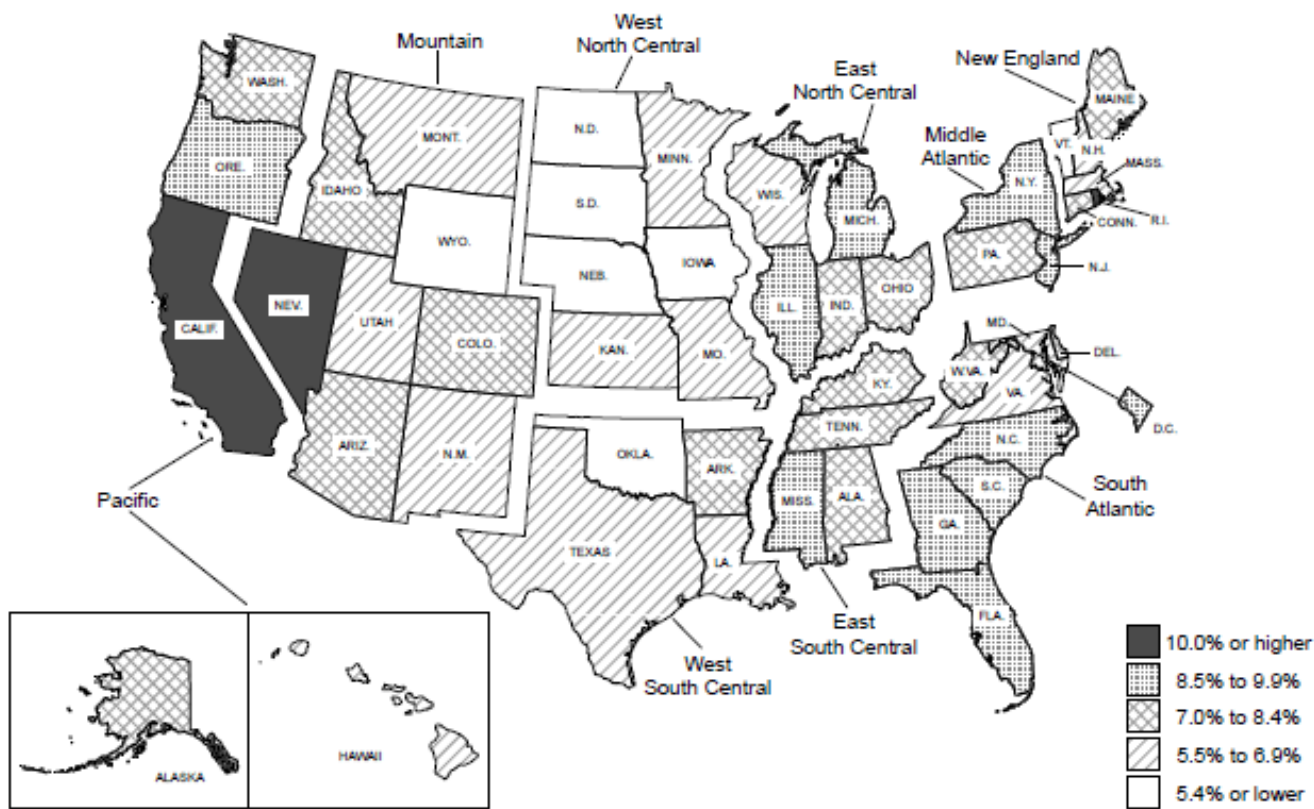 West
North Central
Mountain
East
North Central
New England
Middle
Atlantic
WASH.
MONT.
N.D.
MINN.
MAINE
VT.
N.H.
MASS.
ORE.
IDAHO
S.D.
WIS.
MICH.
N.Y.
CONN.
R.I.
WYO.
NEB.
IOWA
PA.
N.J.
NEV.
UTAH
COLO.
ILL.
IND.
OHIO
CALIF.
KAN.
MO.
MD.
DEL.
W.VA.
VA.
D.C.
KY.
TENN.
N.C.
ARIZ.
N.M.
OKLA.
ARK.
S.C.
South
Atlantic
Pacific
MISS.
ALA.
GA.
TEXAS
LA.
FLA.
East
South Central
West
South Central
ALASKA
HAWAII
10.0% or higher
8.5% to 9.9%
7.0% to 8.4%
5.5% to 6.9%
5.4% or lower